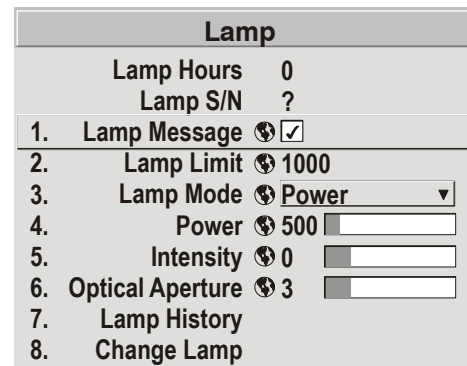 Lamp
Lamp Hours 0
Lamp S/N ?
1. Lamp Message
2. Lamp Limit 1000
3. Lamp Mode Power
4. Power 500
5. Intensity 0
6. Optical Aperture 3
7. Lamp History
8. Change Lamp